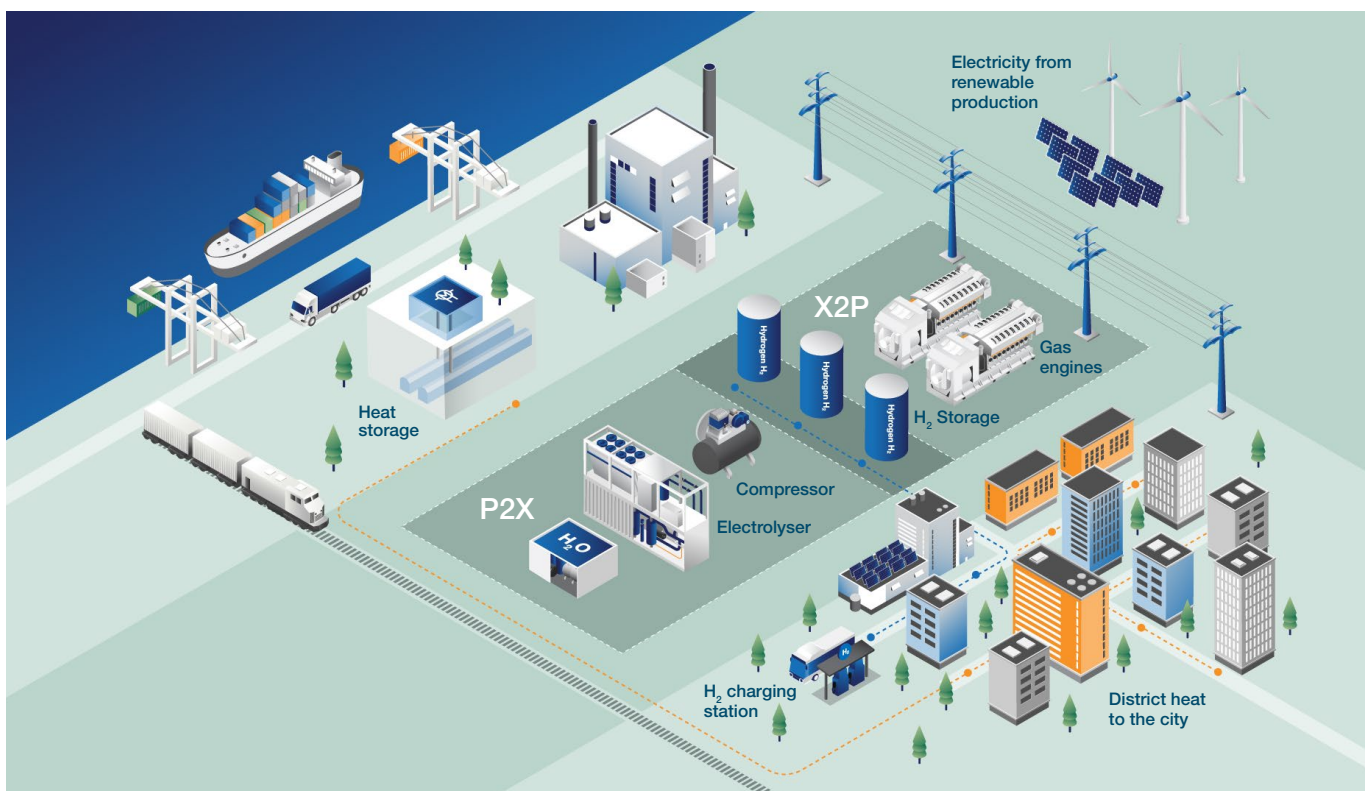 Electricity from
renewable
production
X2P
Hydrogen H₂
Hydrogen H₂
Hydrogen H₂
Gas
engines
H₂ Storage
Heat
storage
Compressor
P2X
Electrolyser
H₂O
H₂
H₂ charging
station
District heat
to the city